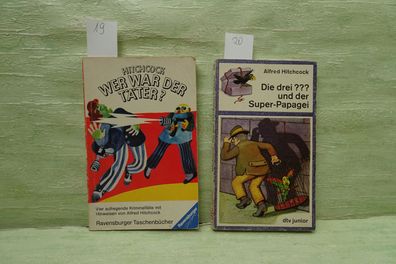 19
20
HITCHCOCK
WER WAR DER
TÄTER?
Vier aufregende Kriminalfälle mit
Hinweisen von Alfred Hitchcock
Ravensburger Taschenbücher
Alfred Hitchcock
Die drei ???
und der
Super-Papagei
dtv junior